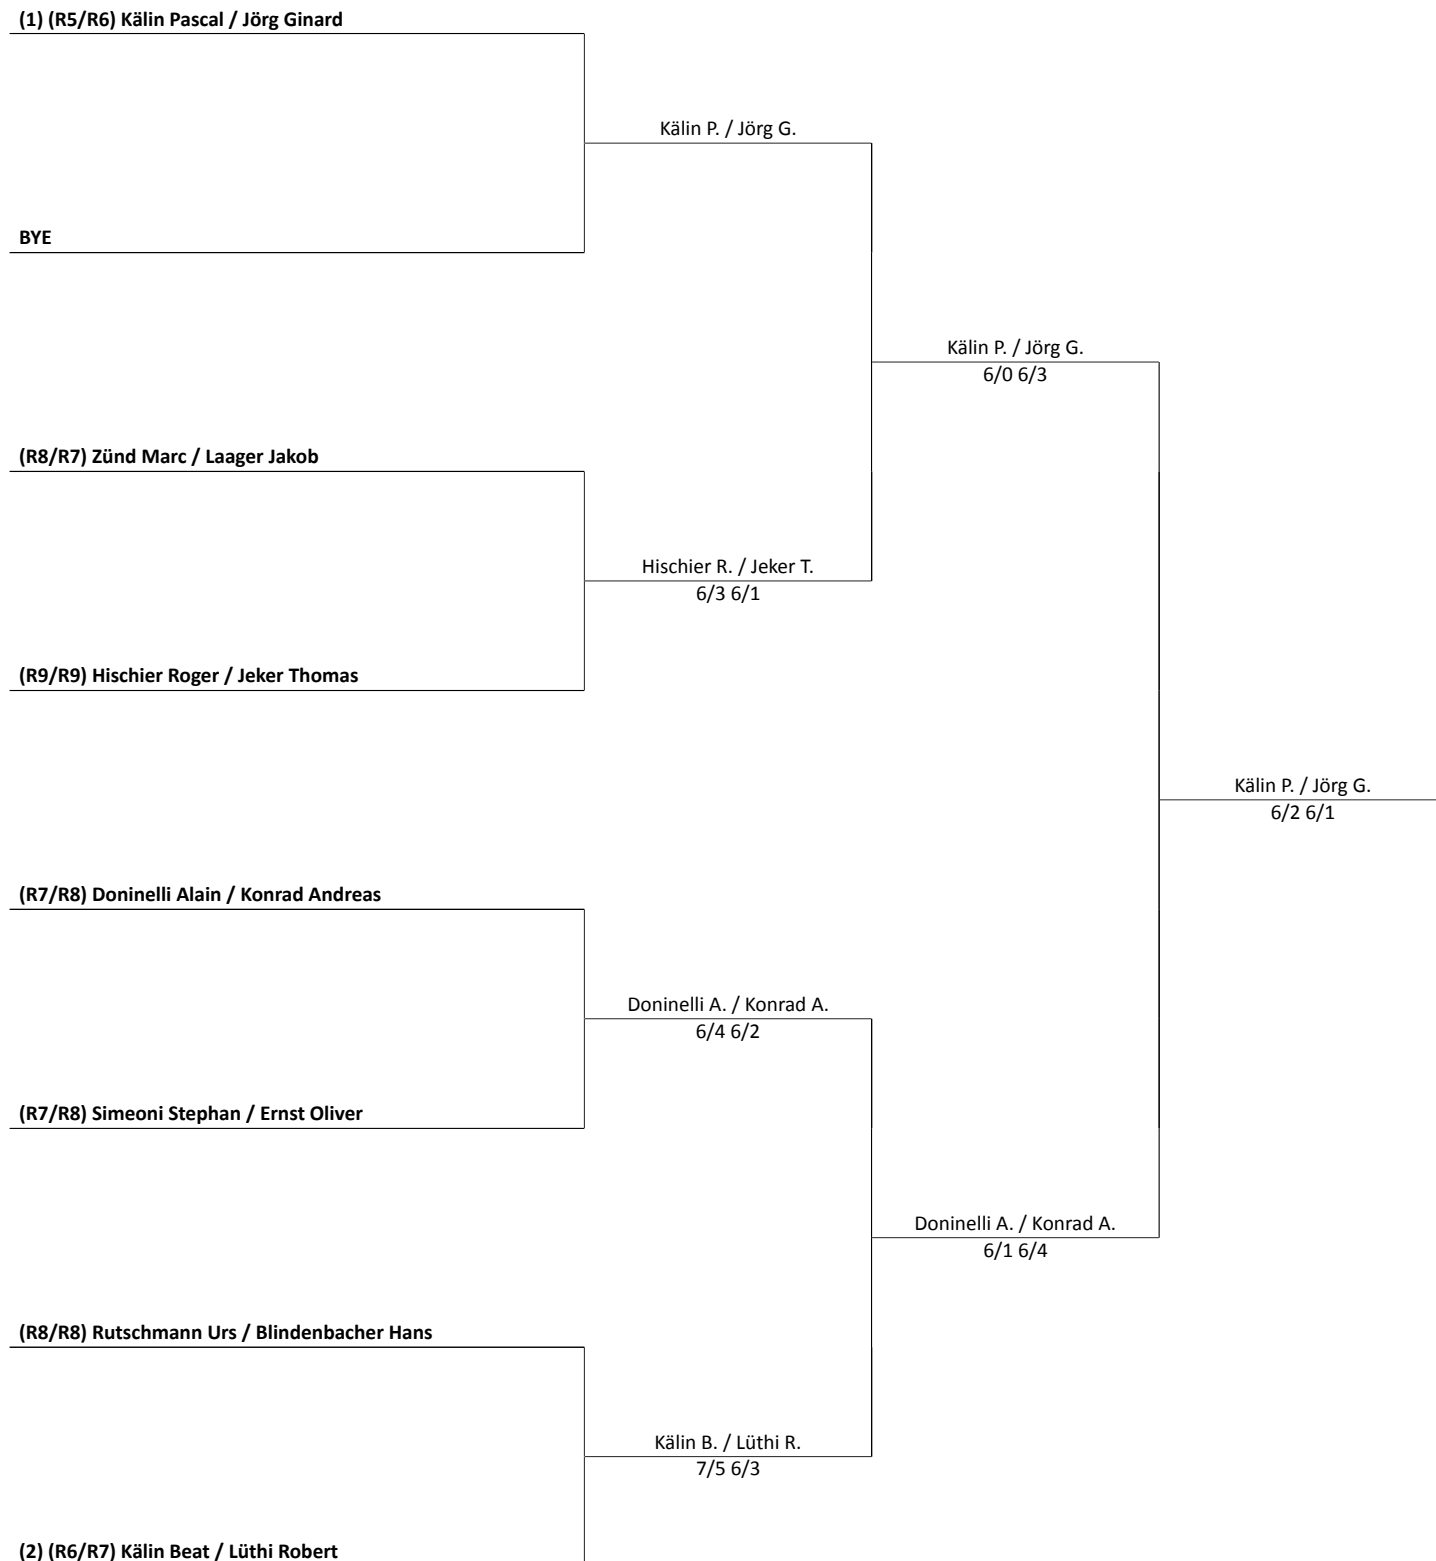 (1) (R5/R6) Kälin Pascal / Jörg Ginard
Kälin P. / Jörg G.
BYE
Kälin P. / Jörg G.
6/0 6/3
(R8/R7) Zünd Marc / Laager Jakob
Hischier R. / Jeker T.
6/3 6/1
(R9/R9) Hischier Roger / Jeker Thomas
Kälin P. / Jörg G.
6/2 6/1
(R7/R8) Doninelli Alain / Konrad Andreas
Doninelli A. / Konrad A.
6/4 6/2
(R7/R8) Simeoni Stephan / Ernst Oliver
Doninelli A. / Konrad A.
6/1 6/4
(R8/R8) Rutschmann Urs / Blindenbacher Hans
Kälin B. / Lüthi R.
7/5 6/3
(2) (R6/R7) Kälin Beat / Lüthi Robert